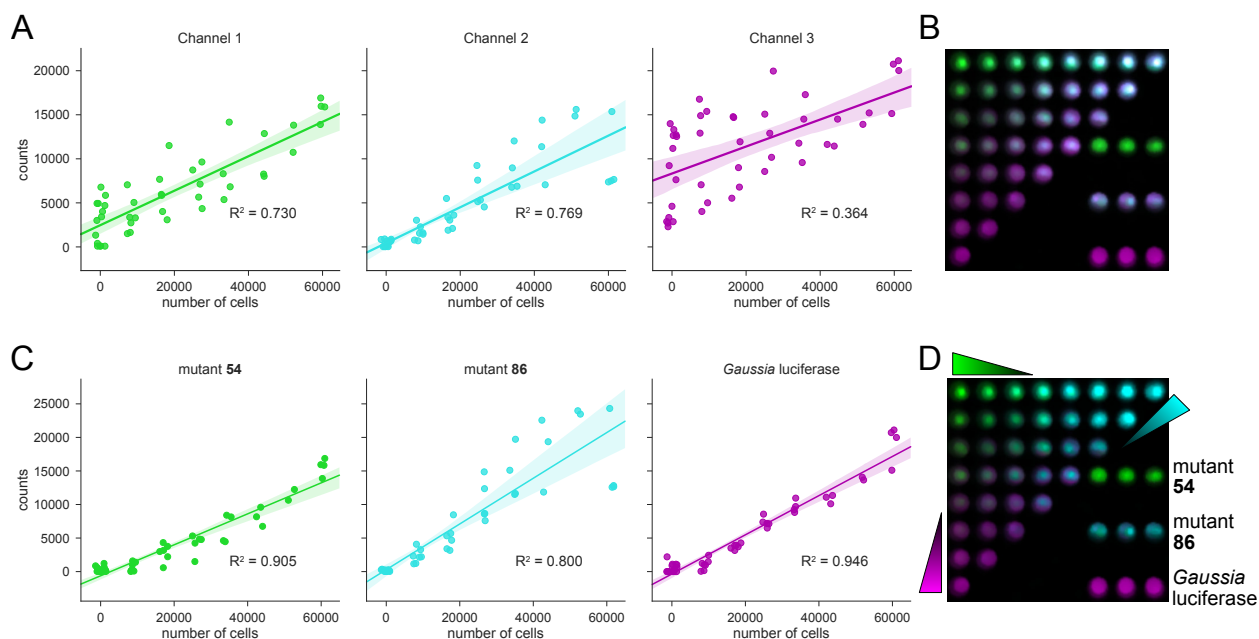 A
B
Channel 1
Channel 2
Channel 3
20000
15000
10000
5000
0
counts
R² = 0.730
R² = 0.769
R² = 0.364
0 20000 40000 60000
0 20000 40000 60000
0 20000 40000 60000
number of cells
number of cells
number of cells
C
D
mutant 54
mutant 86
Gaussia luciferase
25000
20000
15000
10000
5000
0
counts
R² = 0.905
R² = 0.800
R² = 0.946
0 20000 40000 60000
0 20000 40000 60000
0 20000 40000 60000
number of cells
number of cells
number of cells
mutant
54
mutant
86
Gaussia
luciferase